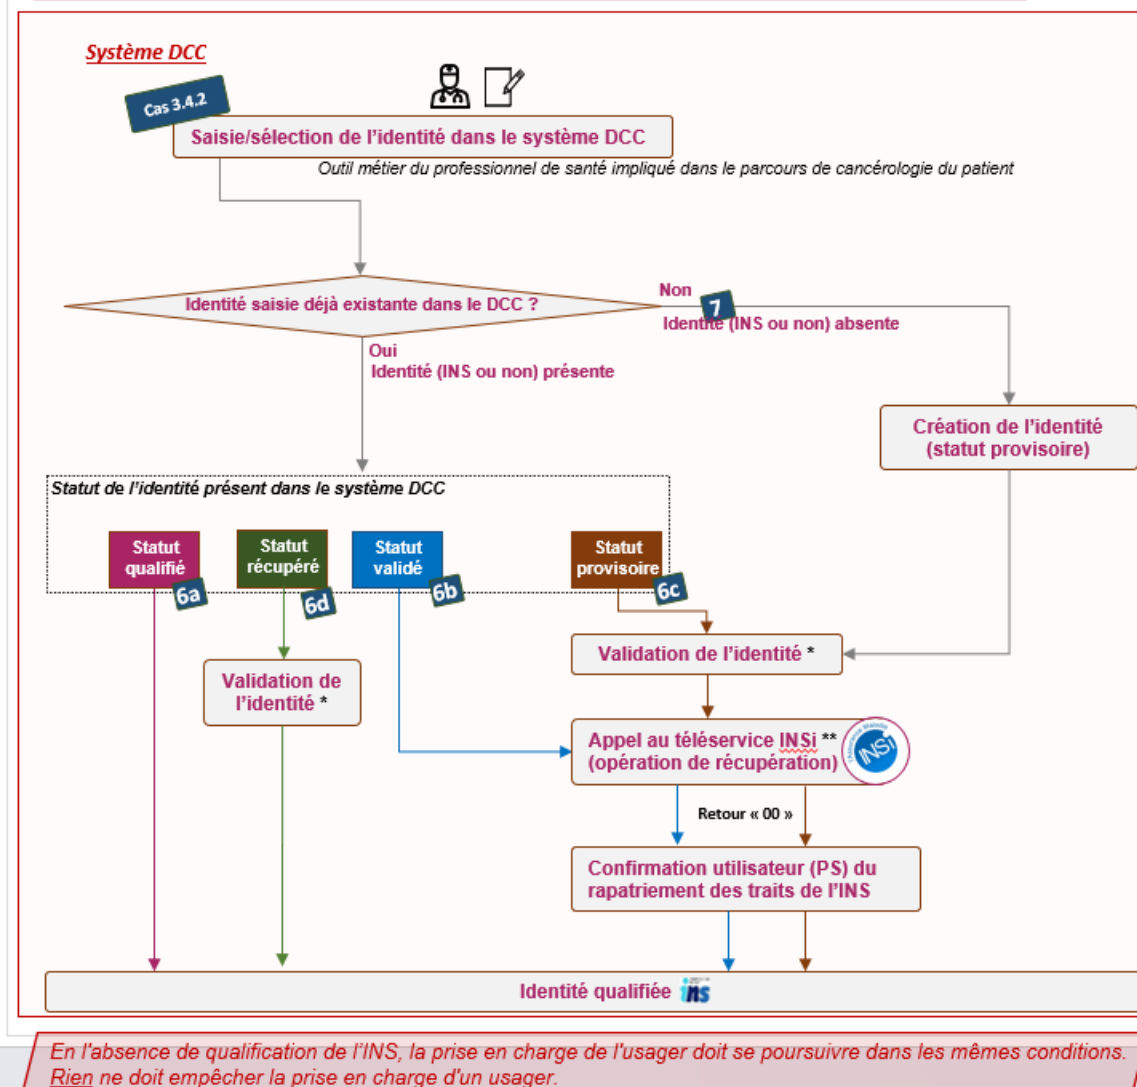 Système DCC
Cas 3.4.2
Saisie/sélection de l'identité dans le système DCC
Outil métier du professionnel de santé impliqué dans le parcours de cancérologie du patient
Identité saisie déjà existante dans le DCC ?
Non
7
Identité (INS ou non) absente
Oui
Identité (INS ou non) présente
Création de l'identité
(statut provisoire)
Statut de l'identité présent dans le système DCC
Statut
qualifié
6a
Statut
récupéré
6d
Statut
validé
6b
Statut
provisoire
6c
Validation de l'identité *
Validation de
l'identité *
Appel au téléservice INSi **
(opération de récupération)
INSi
Retour « 00 »
Confirmation utilisateur (PS) du
rapatriement des traits de l'INS
Identité qualifiée ins
En l'absence de qualification de l'INS, la prise en charge de l'usager doit se poursuivre dans les mêmes conditions.
Rien ne doit empêcher la prise en charge d'un usager.